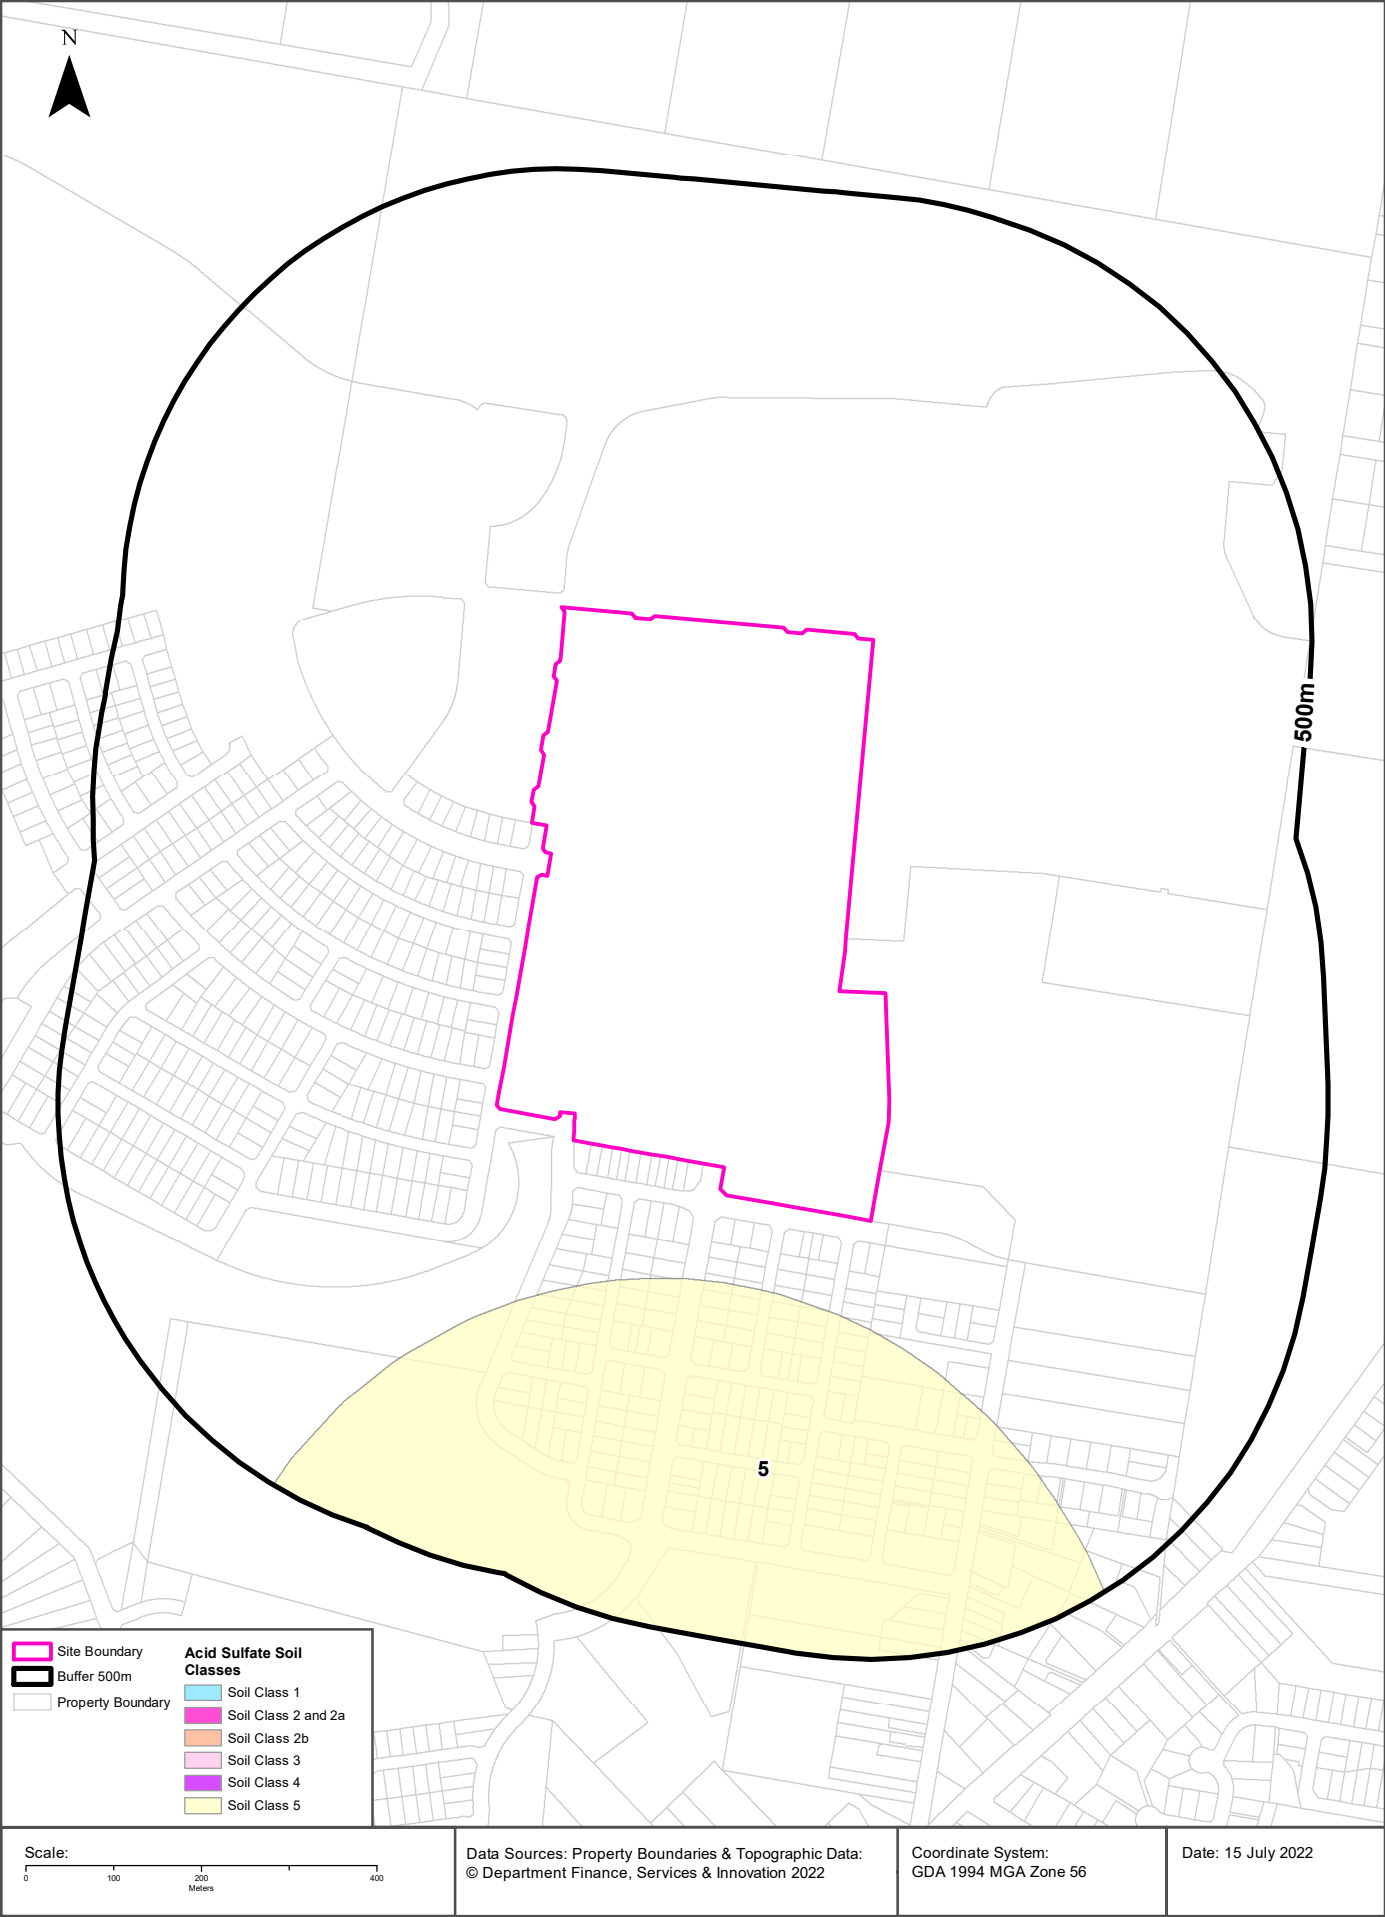 N
500m
5
Site Boundary
Buffer 500m
Property Boundary
Acid Sulfate Soil
Classes
Soil Class 1
Soil Class 2 and 2a
Soil Class 2b
Soil Class 3
Soil Class 4
Soil Class 5
Scale:
0 100 200 400
Meters
Data Sources: Property Boundaries & Topographic Data:
© Department Finance, Services & Innovation 2022
Coordinate System:
GDA 1994 MGA Zone 56
Date: 15 July 2022